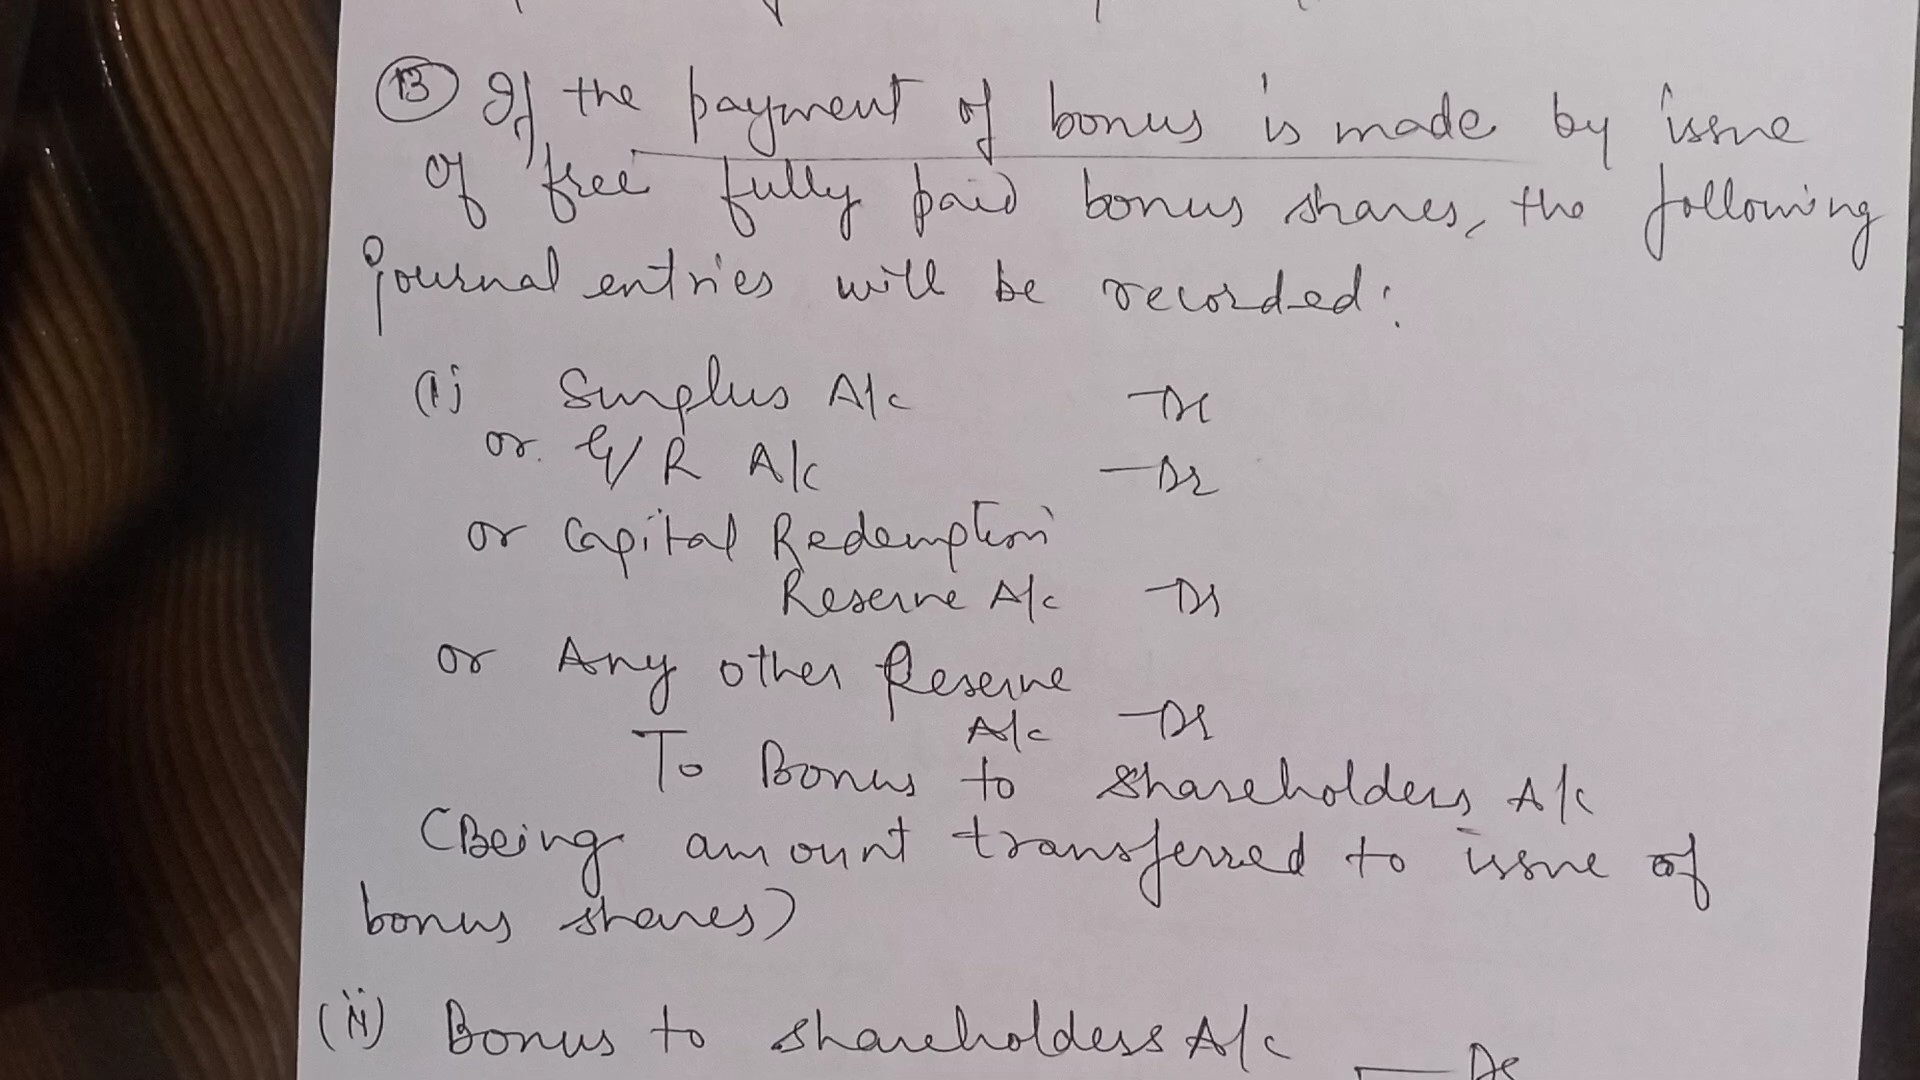 (B) If the payment of bonus is made by issue
of free fully paid bonus shares, the following
journal entries will be recorded:
(i) Surplus A/c —Dr
or G/R A/c —Dr
or Capital Redemption
Reserve A/c —Dr
or Any other Reserve
A/c —Dr
To Bonus to shareholders A/c
(Being amount transferred to issue of
bonus shares)
(ii) Bonus to shareholders A/c
—Dr